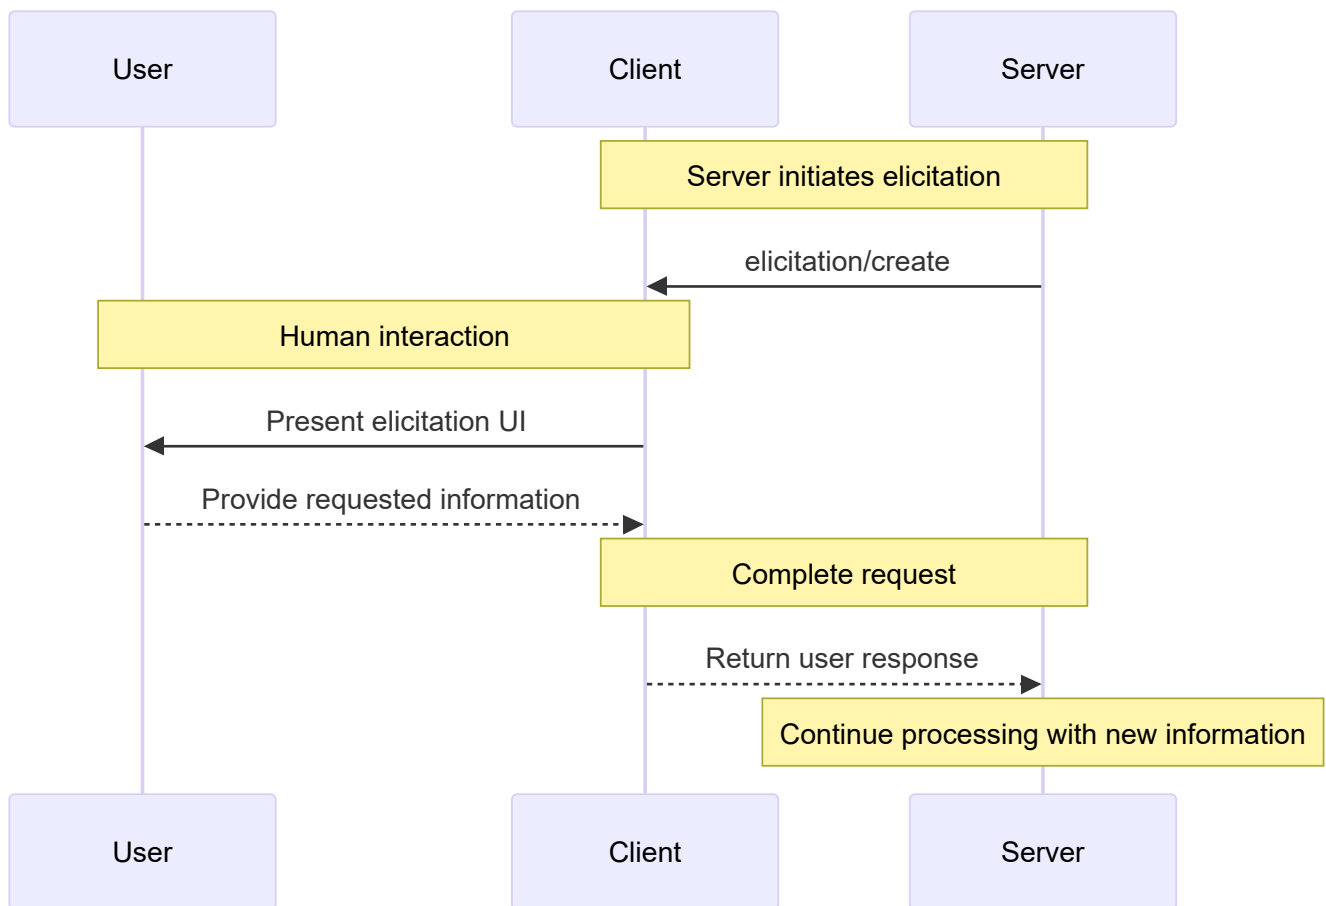 User
Client
Server
Server initiates elicitation
elicitation/create
Human interaction
Present elicitation UI
Provide requested information
Complete request
Return user response
Continue processing with new information
User
Client
Server